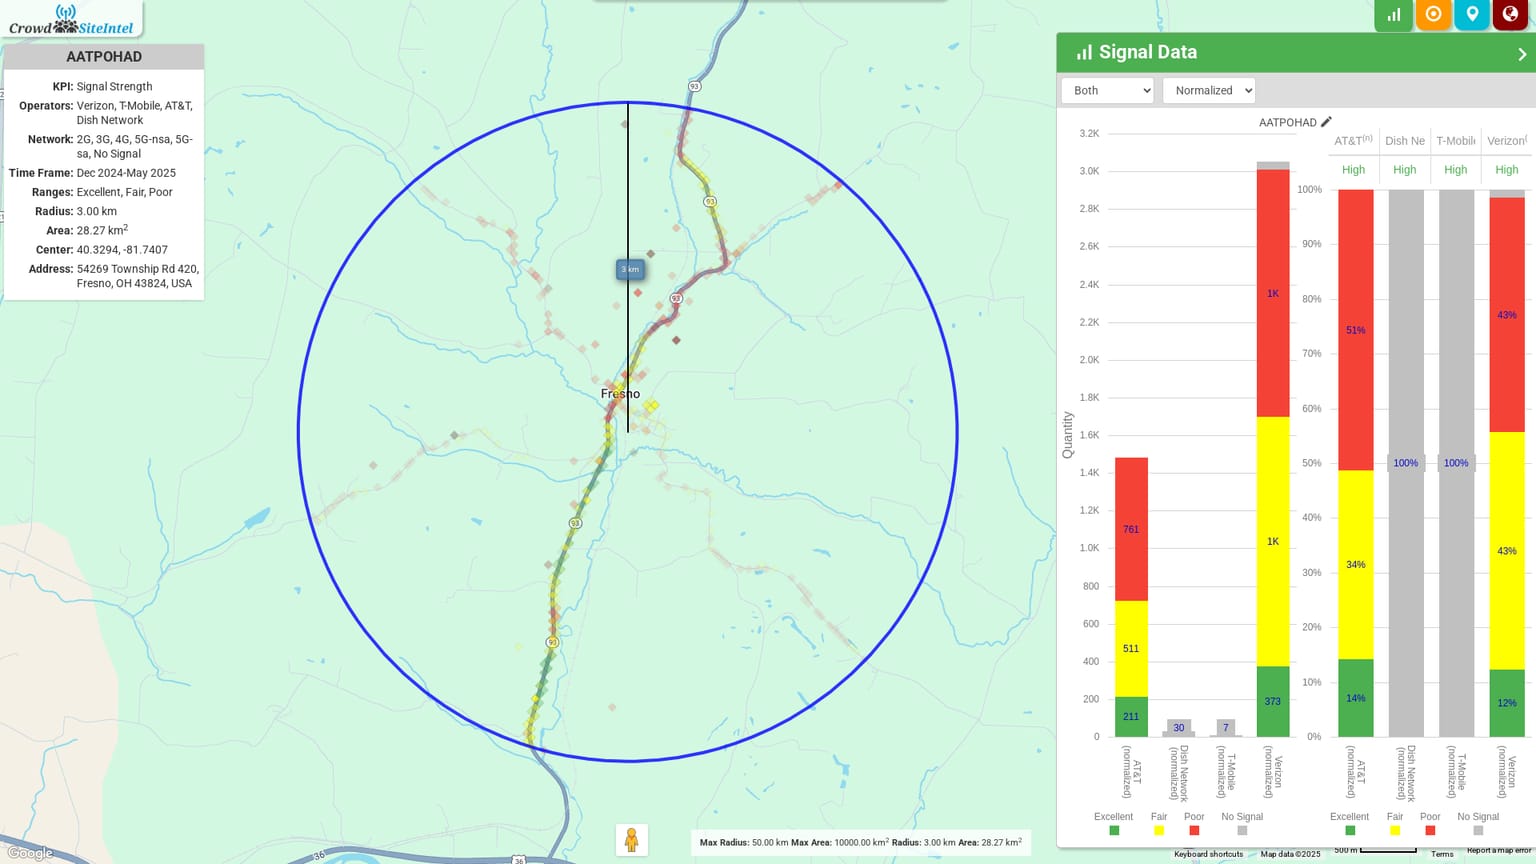 Crowd SiteIntel
AATPOHAD
KPI: Signal Strength
Operators: Verizon, T-Mobile, AT&T,
Dish Network
Network: 2G, 3G, 4G, 5G-nsa, 5G-
sa, No Signal
Time Frame: Dec 2024-May 2025
Ranges: Excellent, Fair, Poor
Radius: 3.00 km
Area: 28.27 km2
Center: 40.3294, -81.7407
Address: 54269 Township Rd 420,
Fresno, OH 43824, USA
93
93
3 km
93
Fresno
93
93
36
36
Google
Max Radius: 50.00 km Max Area: 10000.00 km2 Radius: 3.00 km Area: 28.27 km2
Signal Data
Both
Normalized
AATPOHAD
Quantity
3.2K
3.0K
2.8K
2.6K
2.4K
2.2K
2.0K
1.8K
1.6K
1.4K
1.2K
1.0K
800
600
400
200
0
761
511
211
30
7
1K
1K
373
AT&T
(normalized)
Dish Network
(normalized)
T-Mobile
(normalized)
Verizon
(normalized)
Excellent Fair Poor No Signal
AT&T(n) Dish Ne T-Mobile Verizon(
High High High High
100%
90%
80%
70%
60%
50%
40%
30%
20%
10%
0%
51%
34%
14%
100%
100%
43%
43%
12%
AT&T
(normalized)
Dish Network
(normalized)
T-Mobile
(normalized)
Verizon
(normalized)
Excellent Fair Poor No Signal
Keyboard shortcuts Map data ©2025 500 m Terms Report a map error